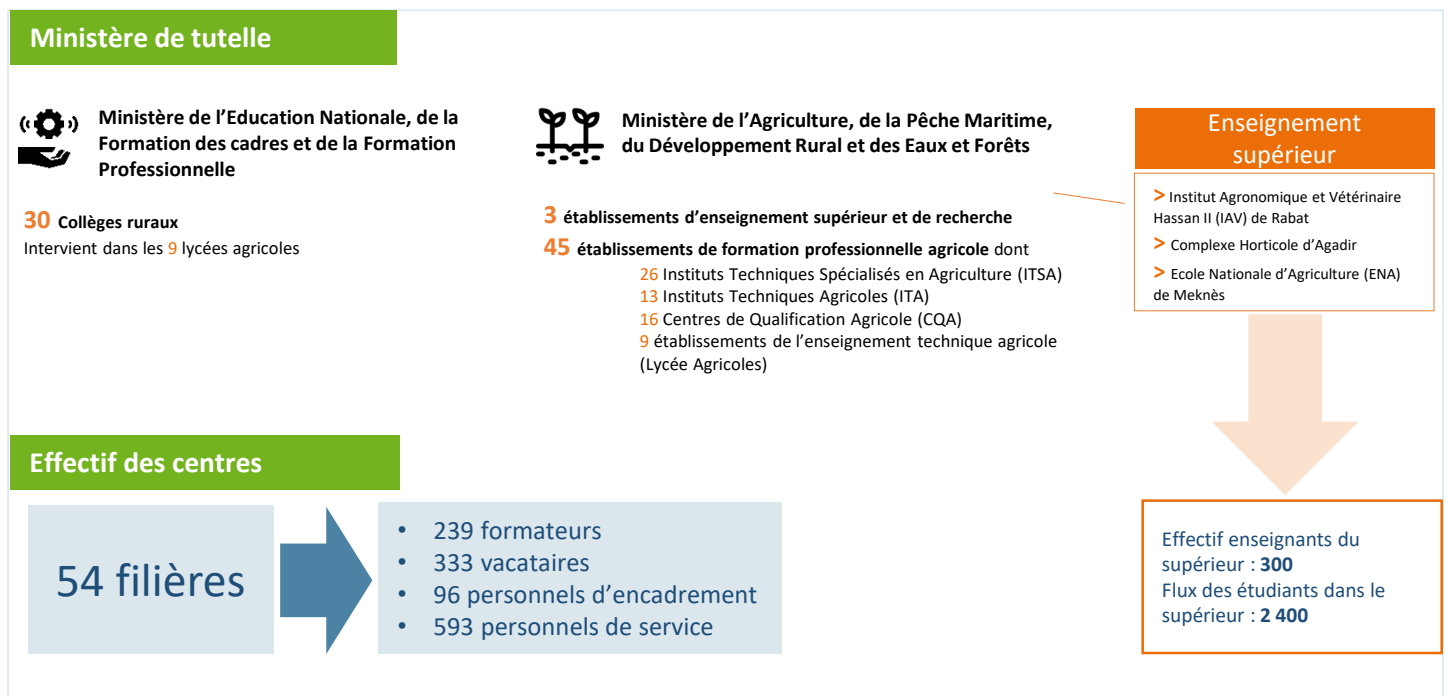 Ministère de tutelle
Ministère de l'Education Nationale, de la
Formation des cadres et de la Formation
Professionnelle
30 Collèges ruraux
Intervient dans les 9 lycées agricoles
Ministère de l'Agriculture, de la Pêche Maritime,
du Développement Rural et des Eaux et Forêts
3 établissements d'enseignement supérieur et de recherche
45 établissements de formation professionnelle agricole dont
26 Instituts Techniques Spécialisés en Agriculture (ITSA)
13 Instituts Techniques Agricoles (ITA)
16 Centres de Qualification Agricole (CQA)
9 établissements de l'enseignement technique agricole
(Lycée Agricoles)
Enseignement
supérieur
> Institut Agronomique et Vétérinaire
Hassan II (IAV) de Rabat
> Complexe Horticole d'Agadir
> Ecole Nationale d'Agriculture (ENA)
de Meknès
Effectif des centres
54 filières
• 239 formateurs
• 333 vacataires
• 96 personnels d'encadrement
• 593 personnels de service
Effectif enseignants du
supérieur : 300
Flux des étudiants dans le
supérieur : 2 400